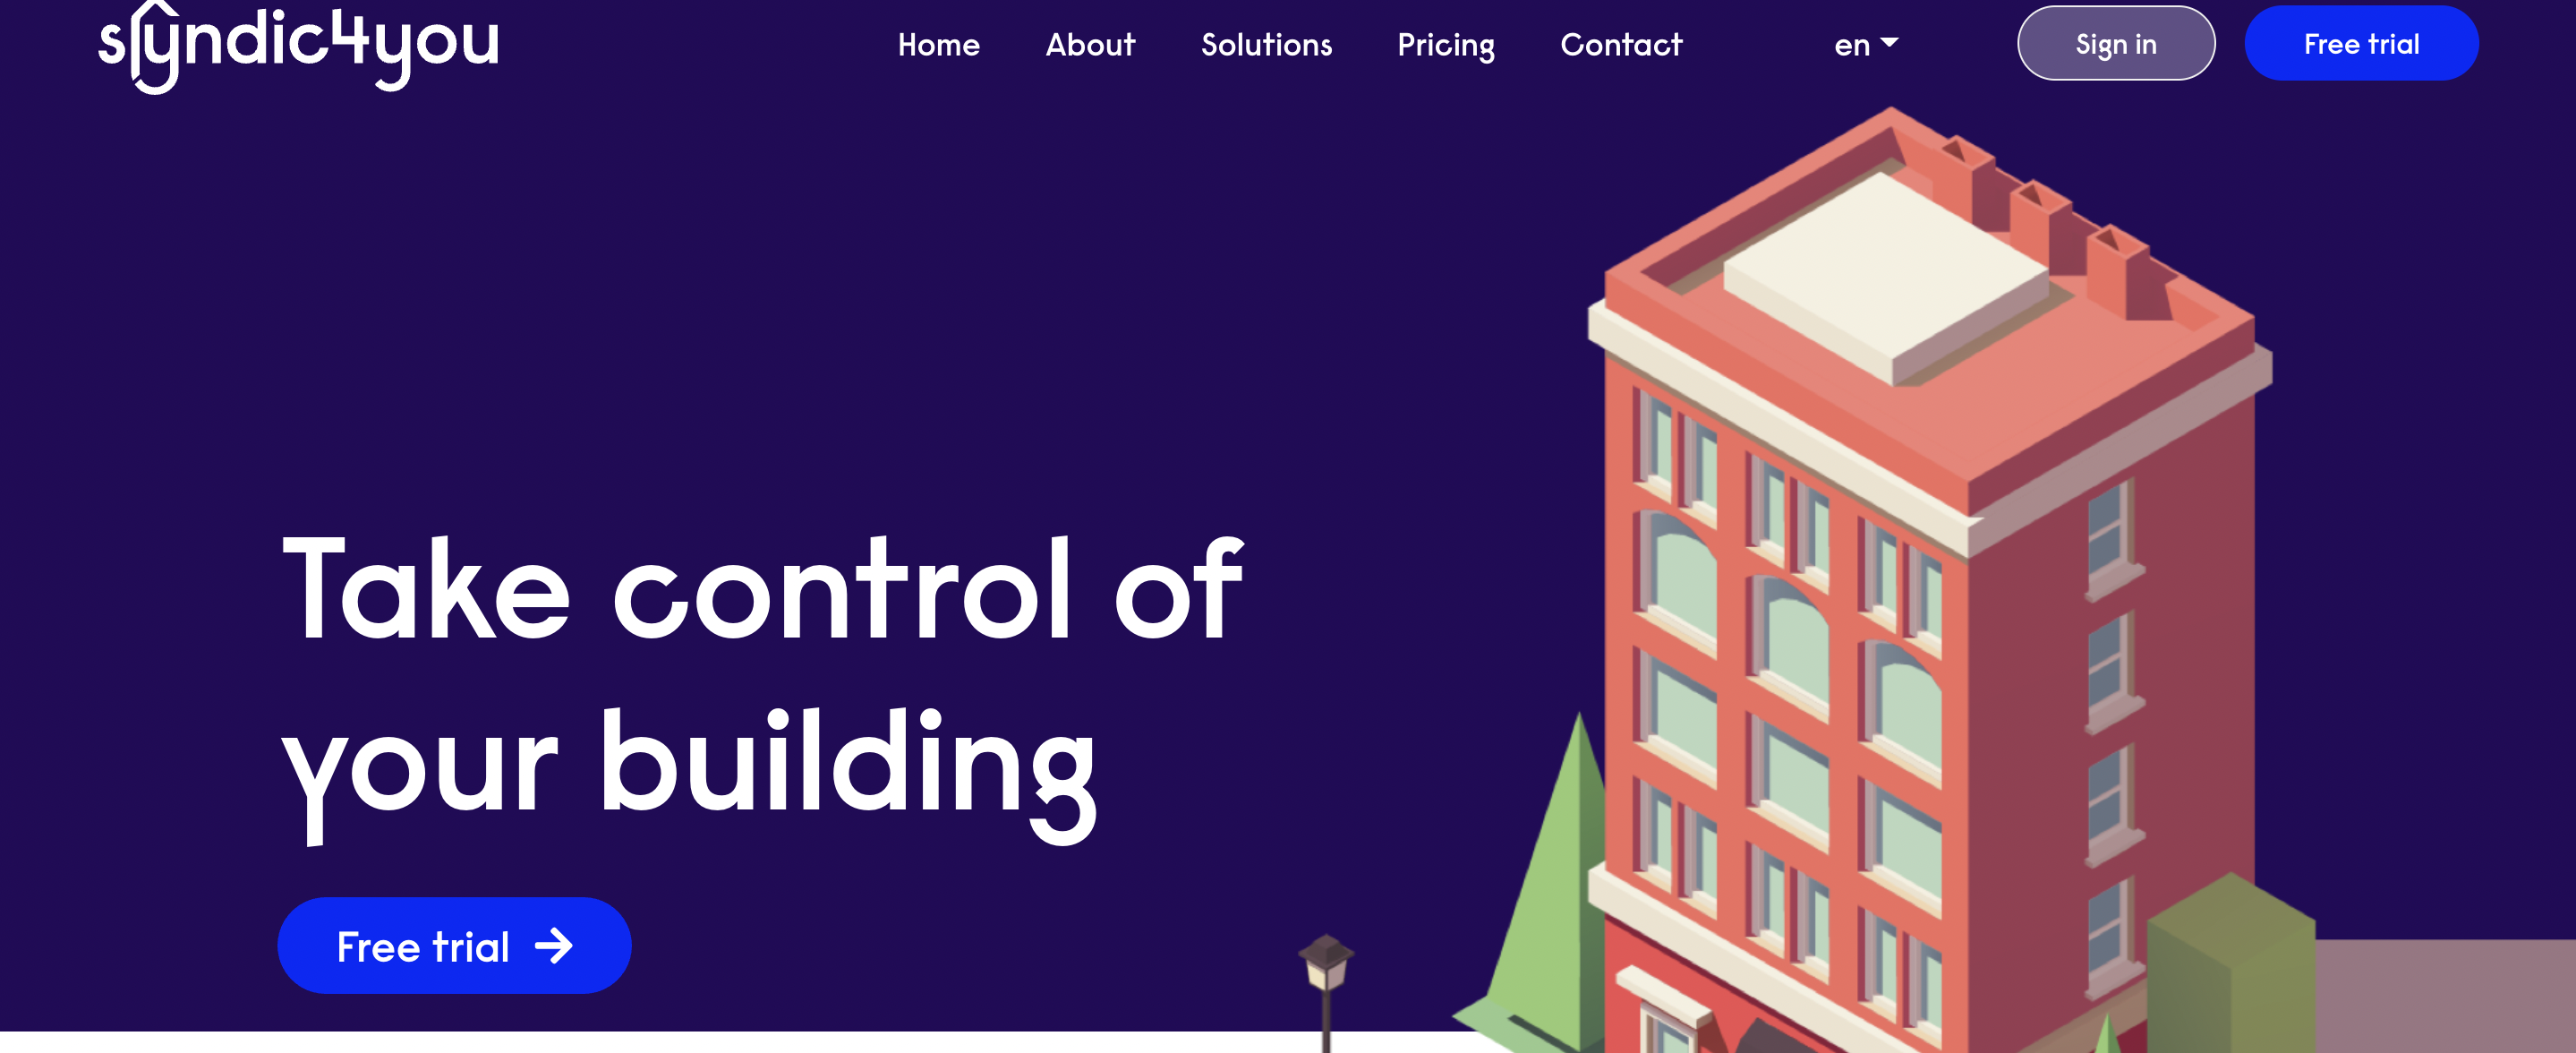 syndic4you
Home About Solutions Pricing Contact en Sign in Free trial
Take control of
your building
Free trial